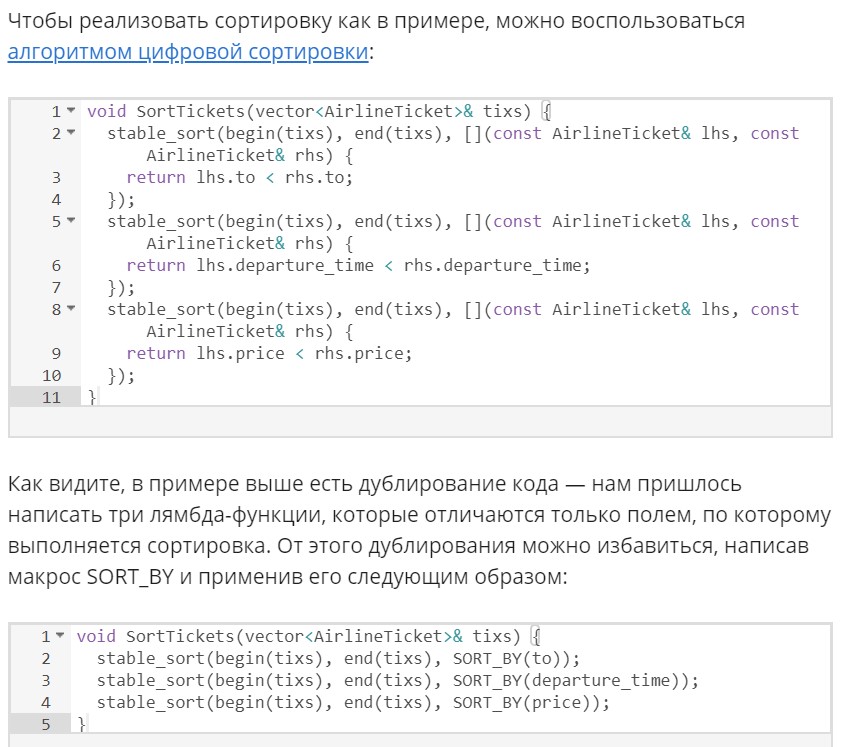 Чтобы реализовать сортировку как в примере, можно воспользоваться
алгоритмом цифровой сортировки:
1 void SortTickets(vector<AirlineTicket>& tixs) {
2 stable_sort(begin(tixs), end(tixs), [](const AirlineTicket& lhs, const
AirlineTicket& rhs) {
3 return lhs.to < rhs.to;
4 });
5 stable_sort(begin(tixs), end(tixs), [](const AirlineTicket& lhs, const
AirlineTicket& rhs) {
6 return lhs.departure_time < rhs.departure_time;
7 });
8 stable_sort(begin(tixs), end(tixs), [](const AirlineTicket& lhs, const
AirlineTicket& rhs) {
9 return lhs.price < rhs.price;
10 });
11 }
Как видите, в примере выше есть дублирование кода — нам пришлось
написать три лямбда-функции, которые отличаются только полем, по которому
выполняется сортировка. От этого дублирования можно избавиться, написав
макрос SORT_BY и применив его следующим образом:
1 void SortTickets(vector<AirlineTicket>& tixs) {
2 stable_sort(begin(tixs), end(tixs), SORT_BY(to));
3 stable_sort(begin(tixs), end(tixs), SORT_BY(departure_time));
4 stable_sort(begin(tixs), end(tixs), SORT_BY(price));
5 }